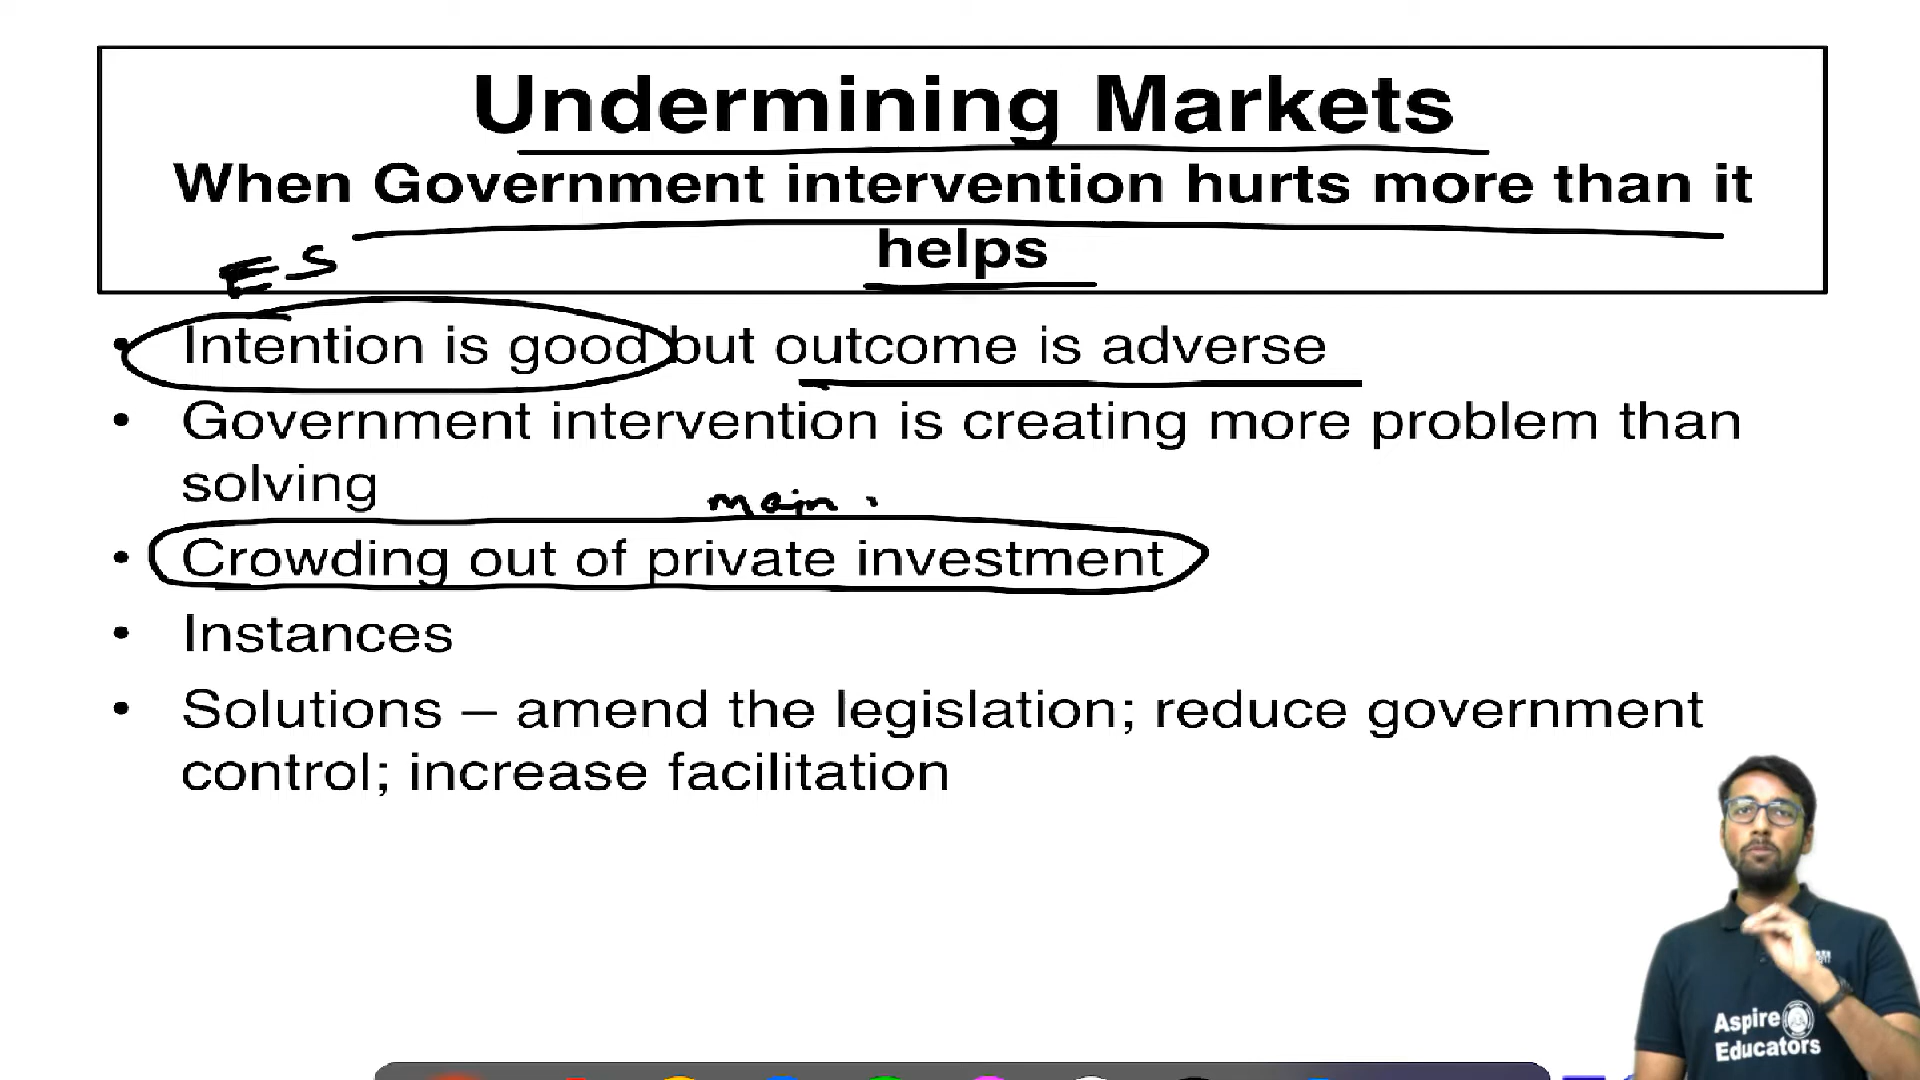 Undermining Markets
When Government intervention hurts more than it
helps
ES
• Intention is good but outcome is adverse
• Government intervention is creating more problem than
solving
main
• Crowding out of private investment
• Instances
• Solutions – amend the legislation; reduce government
control; increase facilitation
Aspire
Educators